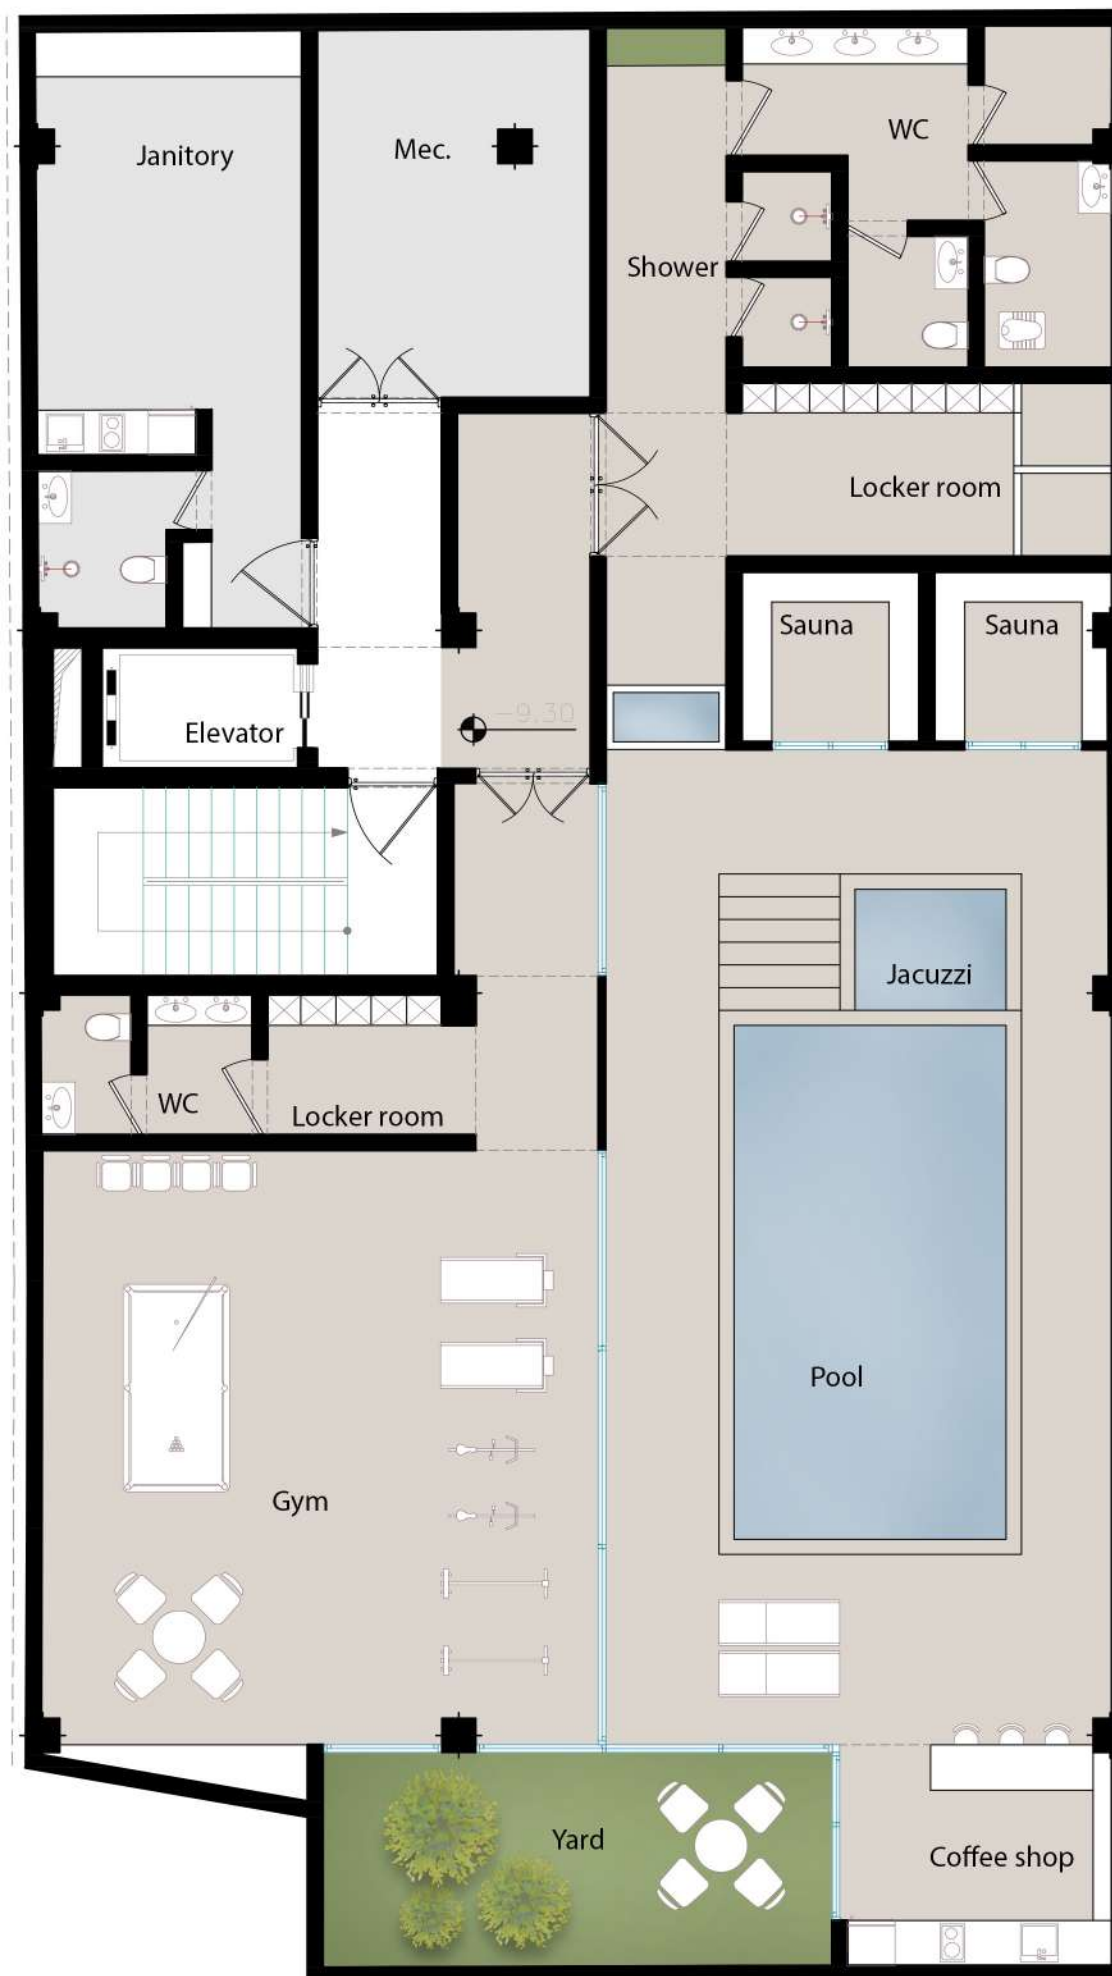 Janitory
Mec.
WC
Shower
Locker room
Sauna
Sauna
Elevator
-9.30
Jacuzzi
WC
Locker room
Pool
Gym
Yard
Coffee shop